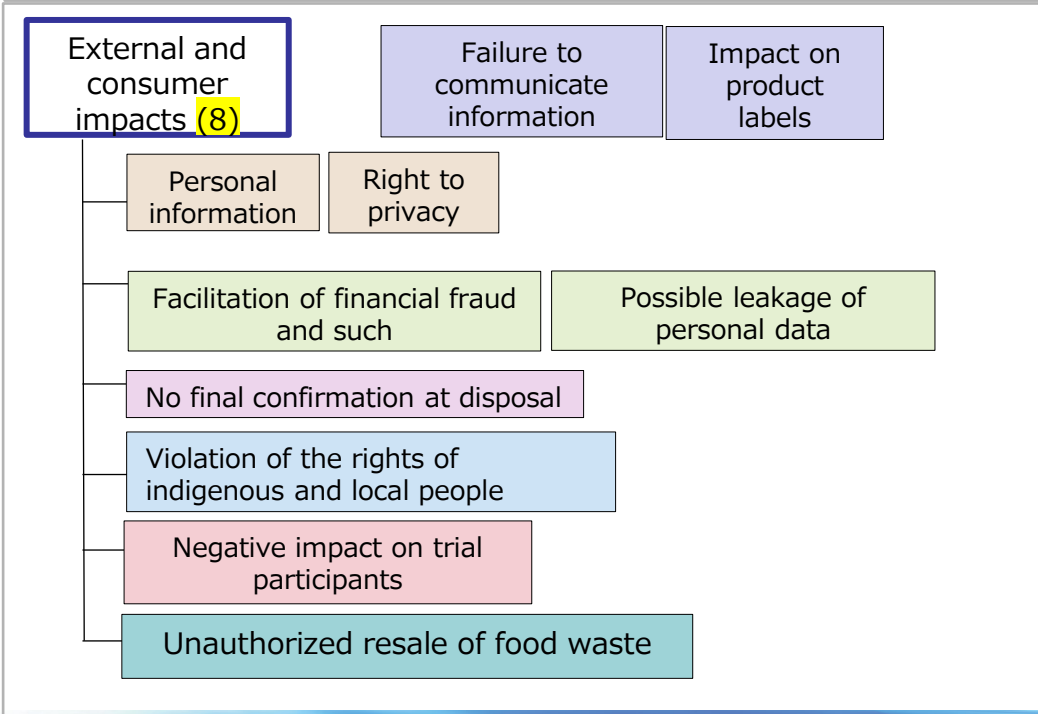 External and
consumer
impacts (8)
Failure to
communicate
information
Impact on
product
labels
Personal
information
Right to
privacy
Facilitation of financial fraud
and such
Possible leakage of
personal data
No final confirmation at disposal
Violation of the rights of
indigenous and local people
Negative impact on trial
participants
Unauthorized resale of food waste